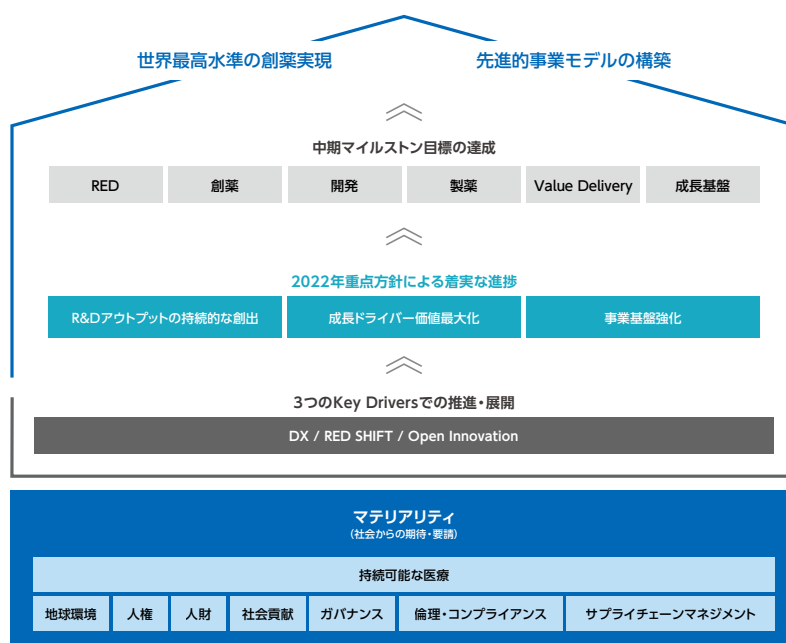 世界最高水準の創薬実現
先進的事業モデルの構築
中期マイルストン目標の達成
RED
創薬
開発
製薬
Value Delivery
成長基盤
2022年重点方針による着実な進捗
R&Dアウトプットの持続的な創出
成長ドライバー価値最大化
事業基盤強化
3つのKey Driversでの推進・展開
DX / RED SHIFT / Open Innovation
マテリアリティ
（社会からの期待・要請）
持続可能な医療
地球環境
人権
人財
社会貢献
ガバナンス
倫理・コンプライアンス
サプライチェーンマネジメント